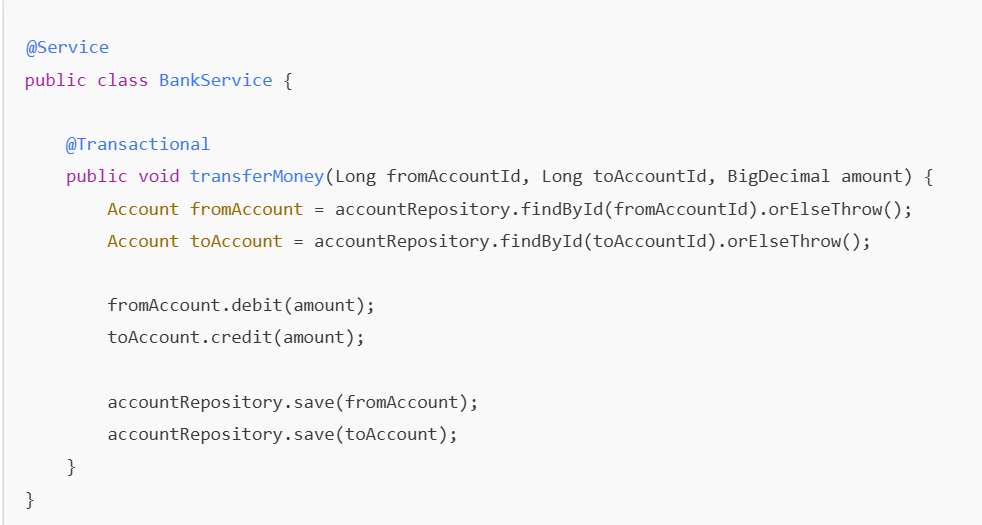 @Service
public class BankService {
@Transactional
public void transferMoney(Long fromAccountId, Long toAccountId, BigDecimal amount) {
Account fromAccount = accountRepository.findById(fromAccountId).orElseThrow();
Account toAccount = accountRepository.findById(toAccountId).orElseThrow();
fromAccount.debit(amount);
toAccount.credit(amount);
accountRepository.save(fromAccount);
accountRepository.save(toAccount);
}
}